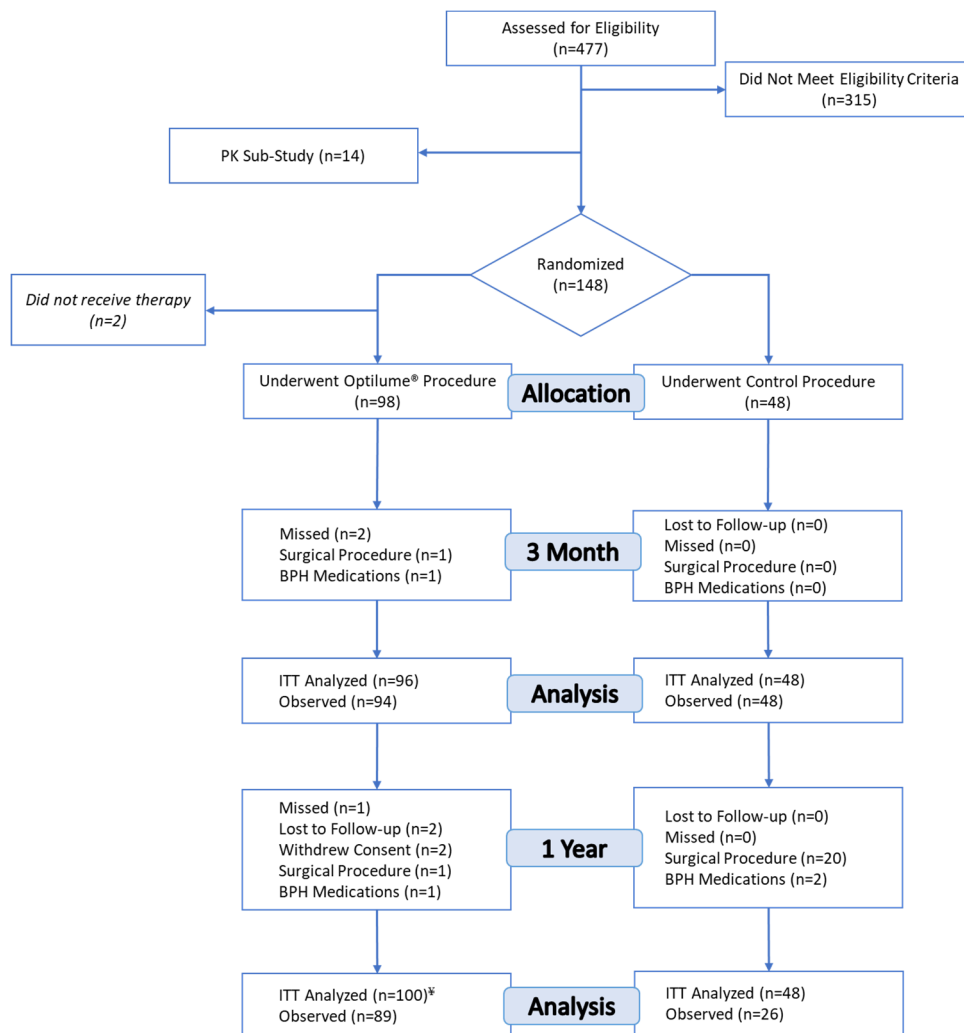 Assessed for Eligibility
(n=477)
Did Not Meet Eligibility Criteria
(n=315)
PK Sub-Study (n=14)
Randomized
(n=148)
Did not receive therapy
(n=2)
Underwent Optilume® Procedure
(n=98)
Allocation
Underwent Control Procedure
(n=48)
Missed (n=2)
Surgical Procedure (n=1)
BPH Medications (n=1)
3 Month
Lost to Follow-up (n=0)
Missed (n=0)
Surgical Procedure (n=0)
BPH Medications (n=0)
ITT Analyzed (n=96)
Observed (n=94)
Analysis
ITT Analyzed (n=48)
Observed (n=48)
Missed (n=1)
Lost to Follow-up (n=2)
Withdrew Consent (n=2)
Surgical Procedure (n=1)
BPH Medications (n=1)
1 Year
Lost to Follow-up (n=0)
Missed (n=0)
Surgical Procedure (n=20)
BPH Medications (n=2)
ITT Analyzed (n=100)¥
Observed (n=89)
Analysis
ITT Analyzed (n=48)
Observed (n=26)